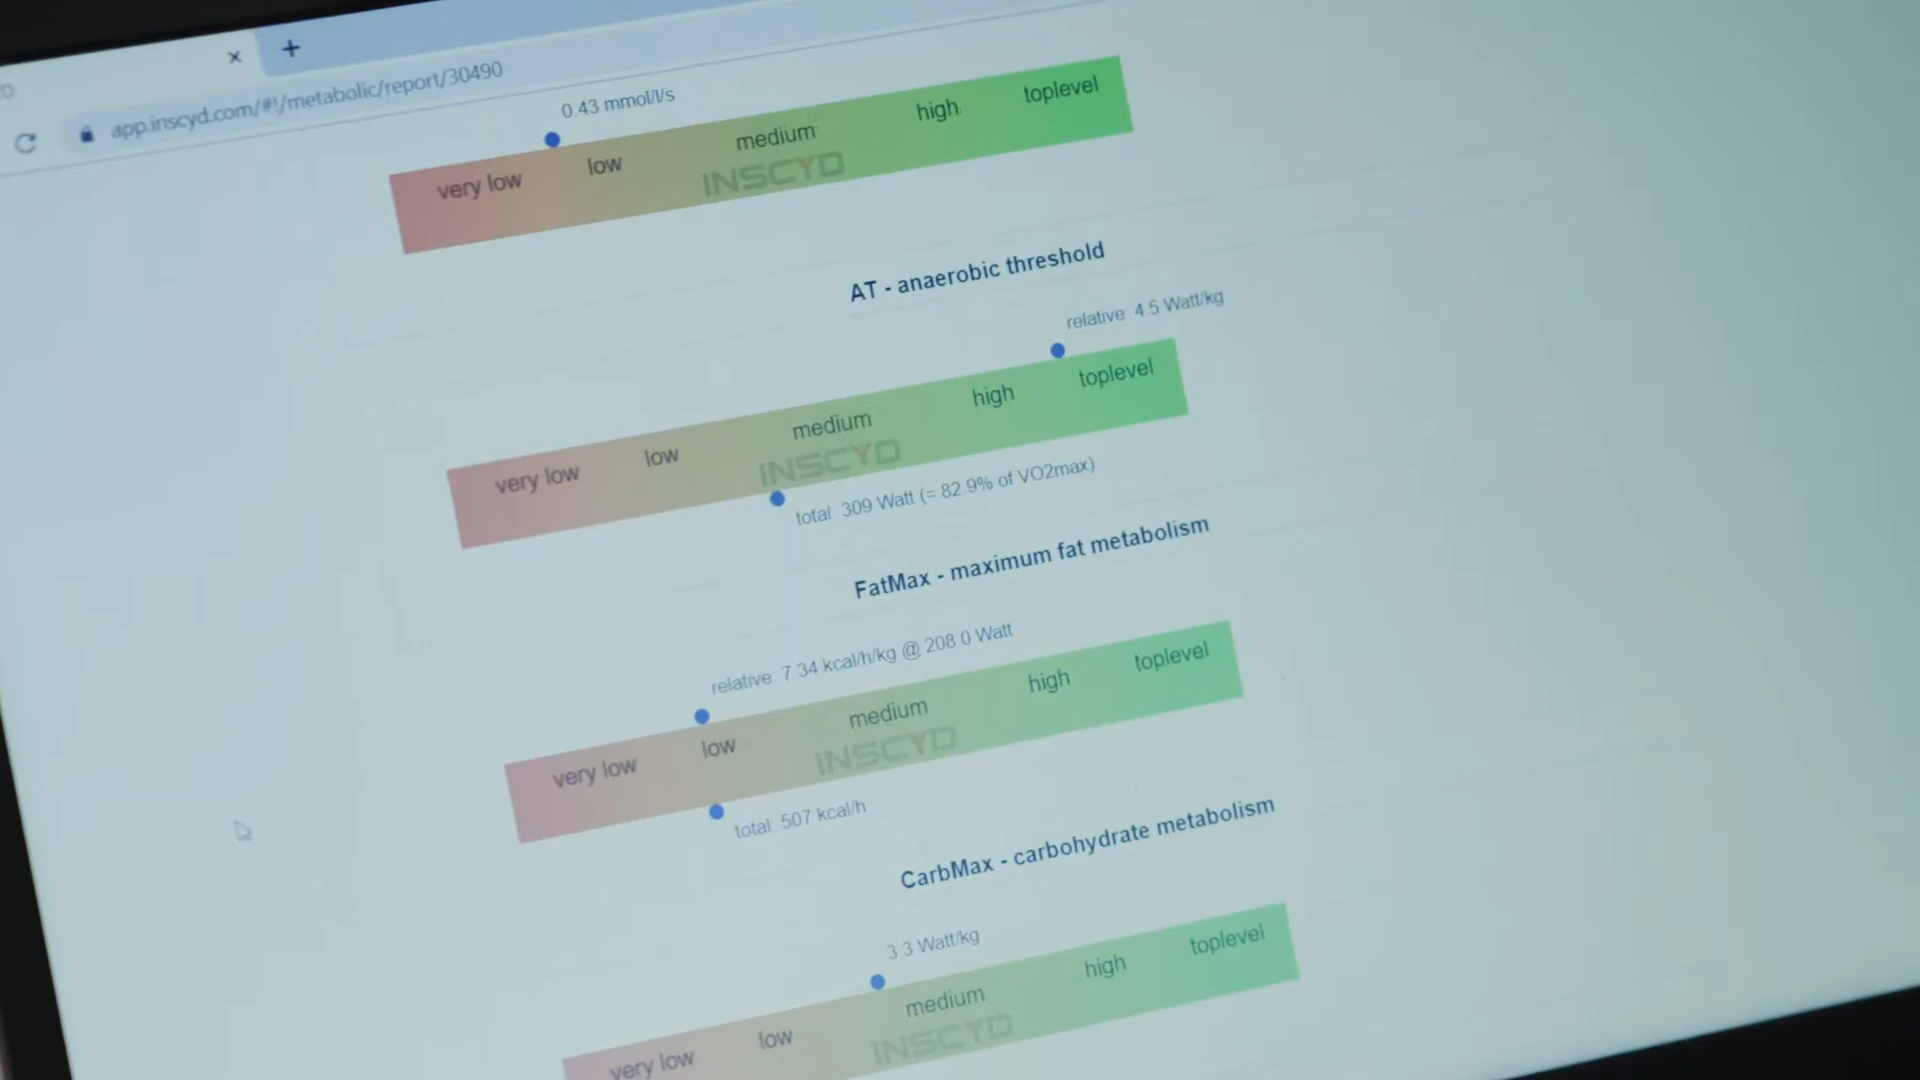 app.inscyd.com/#!/metabolic/report/30490
0.43 mmol/l/s
very low low medium high toplevel
INSCYD
AT - anaerobic threshold
relative: 4.5 Watt/kg
very low low medium high toplevel
INSCYD
total: 309 Watt (= 82.9% of VO2max)
FatMax - maximum fat metabolism
relative: 7.34 kcal/h/kg @ 208.0 Watt
very low low medium high toplevel
INSCYD
total: 507 kcal/h
CarbMax - carbohydrate metabolism
3.3 Watt/kg
very low low medium high toplevel
INSCYD